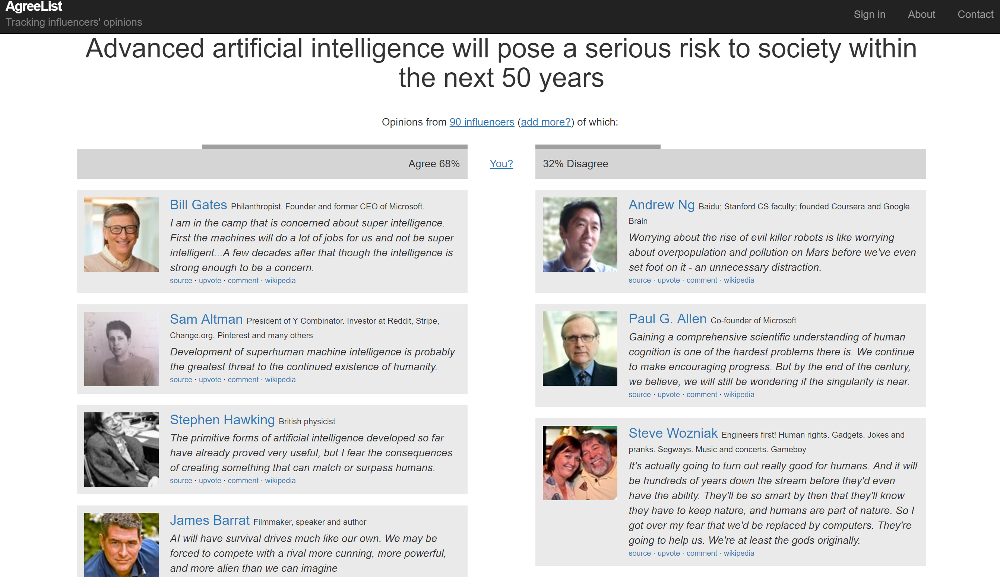 AgreeList
Tracking influencers' opinions
Sign in
About
Contact
Advanced artificial intelligence will pose a serious risk to society within
the next 50 years
Opinions from 90 influencers (add more?) of which:
Agree 68%
You?
32% Disagree
Bill Gates Philanthropist. Founder and former CEO of Microsoft.
I am in the camp that is concerned about super intelligence.
First the machines will do a lot of jobs for us and not be super
intelligent...A few decades after that though the intelligence is
strong enough to be a concern.
source · upvote · comment · wikipedia
Sam Altman President of Y Combinator. Investor at Reddit, Stripe,
Change.org, Pinterest and many others
Development of superhuman machine intelligence is probably
the greatest threat to the continued existence of humanity.
source · upvote · comment · wikipedia
Stephen Hawking British physicist
The primitive forms of artificial intelligence developed so far
have already proved very useful, but I fear the consequences
of creating something that can match or surpass humans.
source · upvote · comment · wikipedia
James Barrat Filmmaker, speaker and author
AI will have survival drives much like our own. We may be
forced to compete with a rival more cunning, more powerful,
and more alien than we can imagine
Andrew Ng Baidu; Stanford CS faculty; founded Coursera and Google
Brain
Worrying about the rise of evil killer robots is like worrying
about overpopulation and pollution on Mars before we've even
set foot on it - an unnecessary distraction.
source · upvote · comment · wikipedia
Paul G. Allen Co-founder of Microsoft
Gaining a comprehensive scientific understanding of human
cognition is one of the hardest problems there is. We continue
to make encouraging progress. But by the end of the century,
we believe, we will still be wondering if the singularity is near.
source · upvote · comment · wikipedia
Steve Wozniak Engineers first! Human rights. Gadgets. Jokes and
pranks. Segways. Music and concerts. Gameboy
It's actually going to turn out really good for humans. And it will
be hundreds of years down the stream before they'd even
have the ability. They'll be so smart by then that they'll know
they have to keep nature, and humans are part of nature. So I
got over my fear that we'd be replaced by computers. They're
going to help us. We're at least the gods originally.
source · upvote · comment · wikipedia